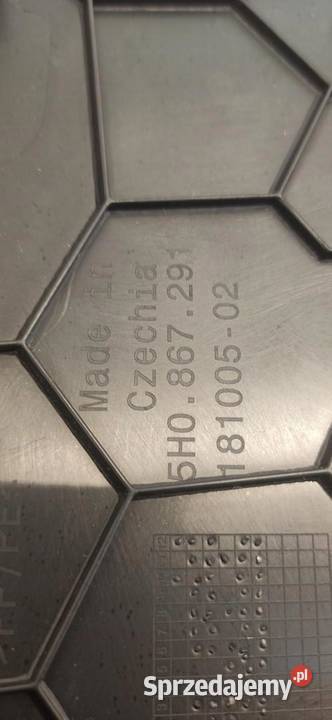 Made in
Czechia
5H0.867.291
181005-02
Sprzedajemy.pl